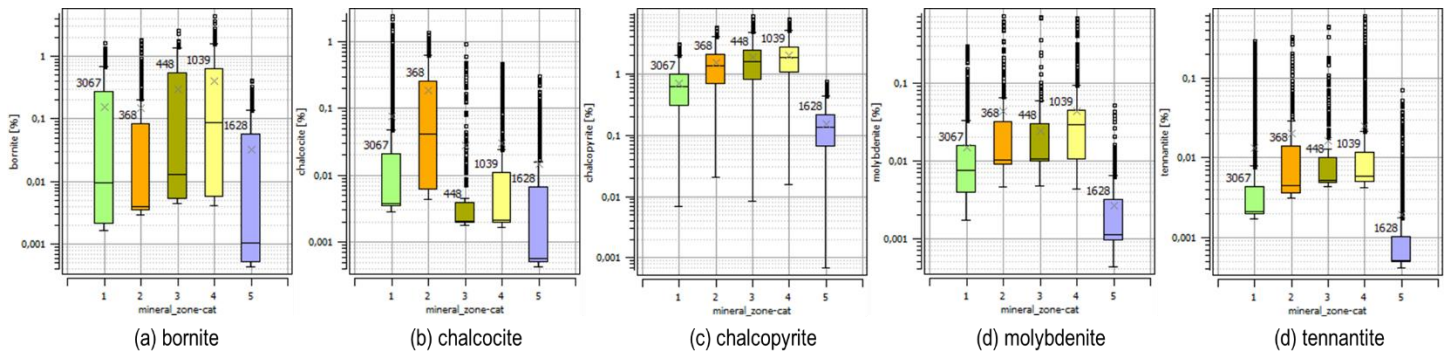 bornite [%]
1
0,1
0,01
0,001
3067
368
448
1039
1628
1 2 3 4 5
mineral_zone-cat
(a) bornite
chalcocite [%]
1
0,1
0,01
0,001
3067
368
448
1039
1628
1 2 3 4 5
mineral_zone-cat
(b) chalcocite
chalcopyrite [%]
1
0,1
0,01
0,001
3067
368
448
1039
1628
1 2 3 4 5
mineral_zone-cat
(c) chalcopyrite
molybdenite [%]
0,1
0,01
0,001
3067
368
448
1039
1628
1 2 3 4 5
mineral_zone-cat
(d) molybdenite
tennantite [%]
0,1
0,01
0,001
3067
368
448
1039
1628
1 2 3 4 5
mineral_zone-cat
(d) tennantite